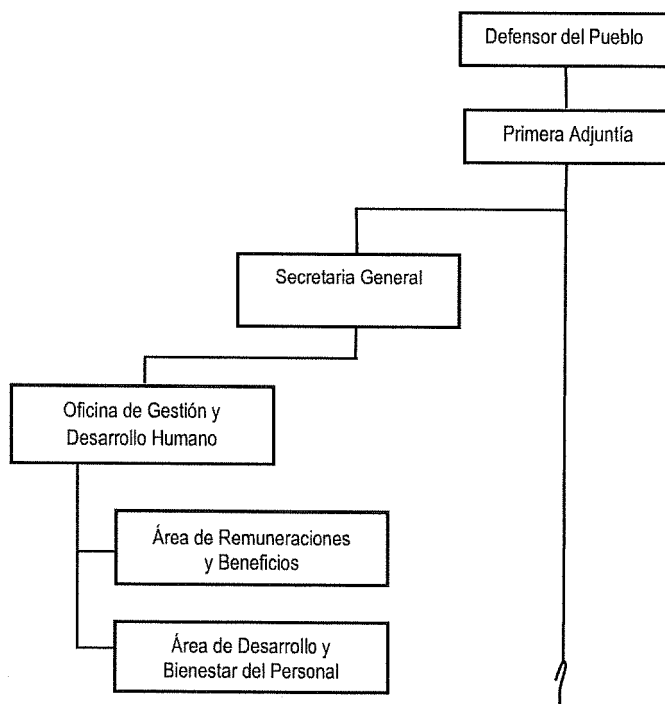 Defensor del Pueblo
Primera Adjuntía
Secretaria General
Oficina de Gestión y
Desarrollo Humano
Área de Remuneraciones
y Beneficios
Área de Desarrollo y
Bienestar del Personal